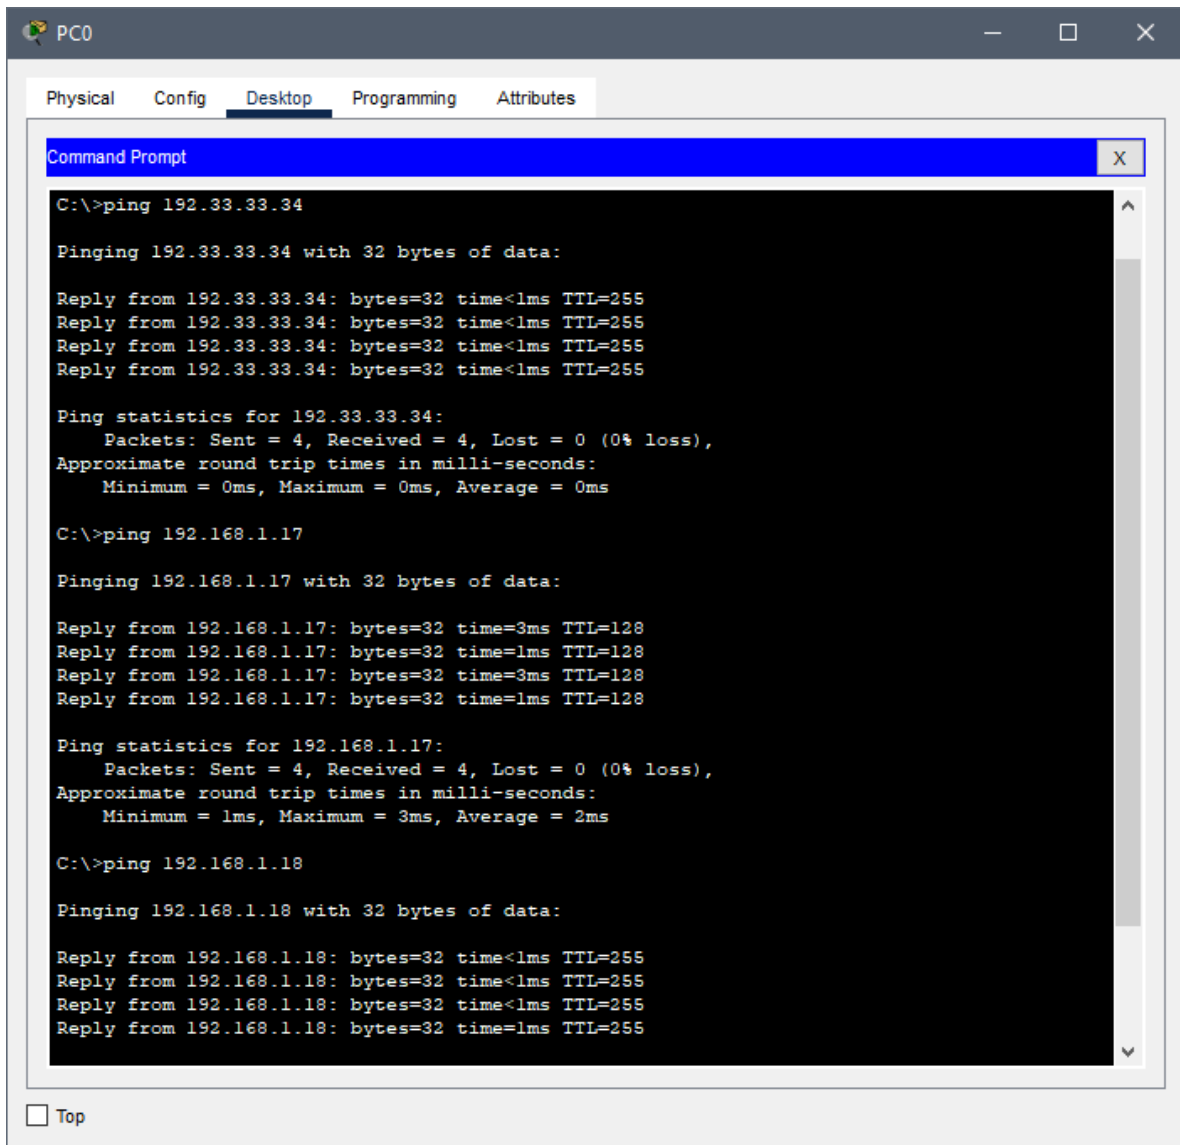 PC0
Physical Config Desktop Programming Attributes
Command Prompt X
C:\>ping 192.33.33.34
Pinging 192.33.33.34 with 32 bytes of data:
Reply from 192.33.33.34: bytes=32 time<1ms TTL=255
Reply from 192.33.33.34: bytes=32 time<1ms TTL=255
Reply from 192.33.33.34: bytes=32 time<1ms TTL=255
Reply from 192.33.33.34: bytes=32 time<1ms TTL=255
Ping statistics for 192.33.33.34:
Packets: Sent = 4, Received = 4, Lost = 0 (0% loss),
Approximate round trip times in milli-seconds:
Minimum = 0ms, Maximum = 0ms, Average = 0ms
C:\>ping 192.168.1.17
Pinging 192.168.1.17 with 32 bytes of data:
Reply from 192.168.1.17: bytes=32 time=3ms TTL=128
Reply from 192.168.1.17: bytes=32 time=1ms TTL=128
Reply from 192.168.1.17: bytes=32 time=3ms TTL=128
Reply from 192.168.1.17: bytes=32 time=1ms TTL=128
Ping statistics for 192.168.1.17:
Packets: Sent = 4, Received = 4, Lost = 0 (0% loss),
Approximate round trip times in milli-seconds:
Minimum = 1ms, Maximum = 3ms, Average = 2ms
C:\>ping 192.168.1.18
Pinging 192.168.1.18 with 32 bytes of data:
Reply from 192.168.1.18: bytes=32 time<1ms TTL=255
Reply from 192.168.1.18: bytes=32 time<1ms TTL=255
Reply from 192.168.1.18: bytes=32 time<1ms TTL=255
Reply from 192.168.1.18: bytes=32 time=1ms TTL=255
Top